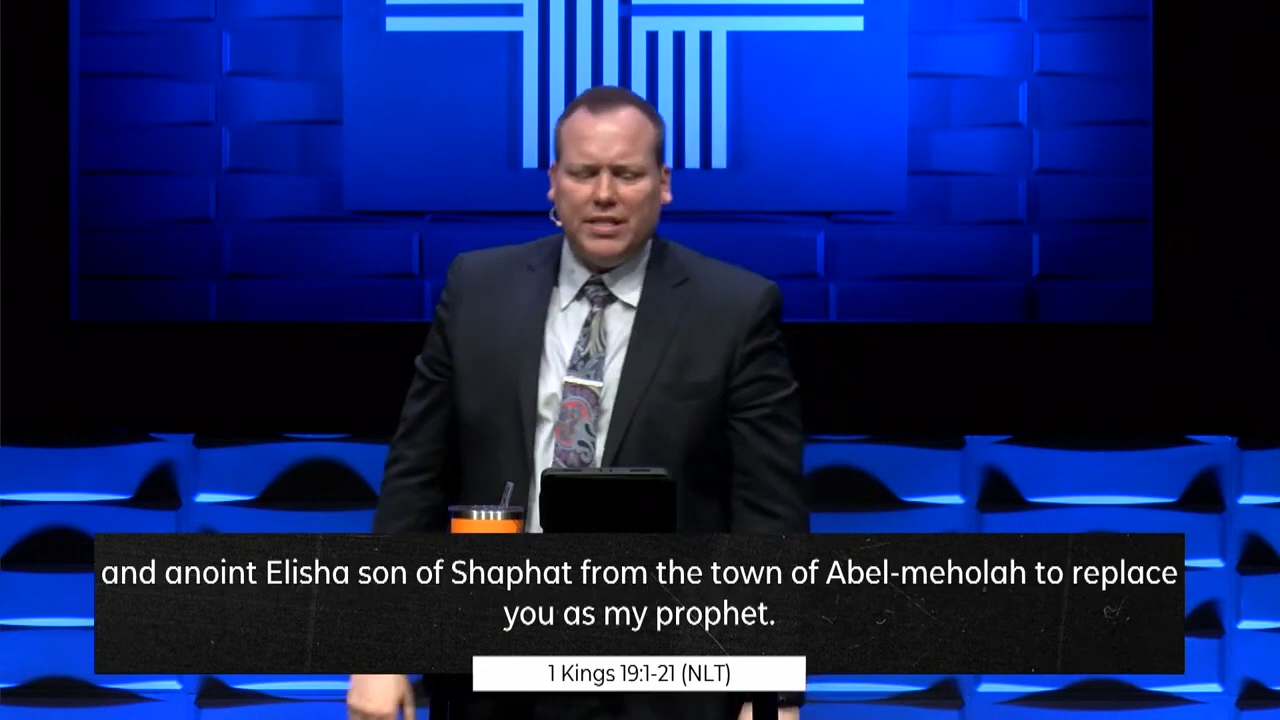 and anoint Elisha son of Shaphat from the town of Abel-meholah to replace
you as my prophet.
1 Kings 19:1-21 (NLT)